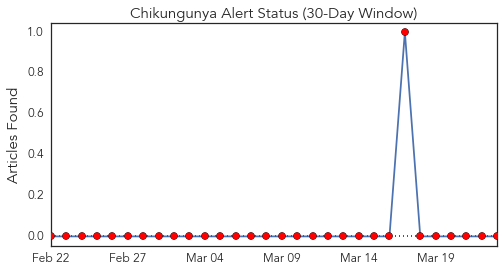 Chikungunya Alert Status (30-Day Window)
Articles Found
1.0
0.8
0.6
0.4
0.2
0.0
Feb 22 Feb 27 Mar 04 Mar 09 Mar 14 Mar 19